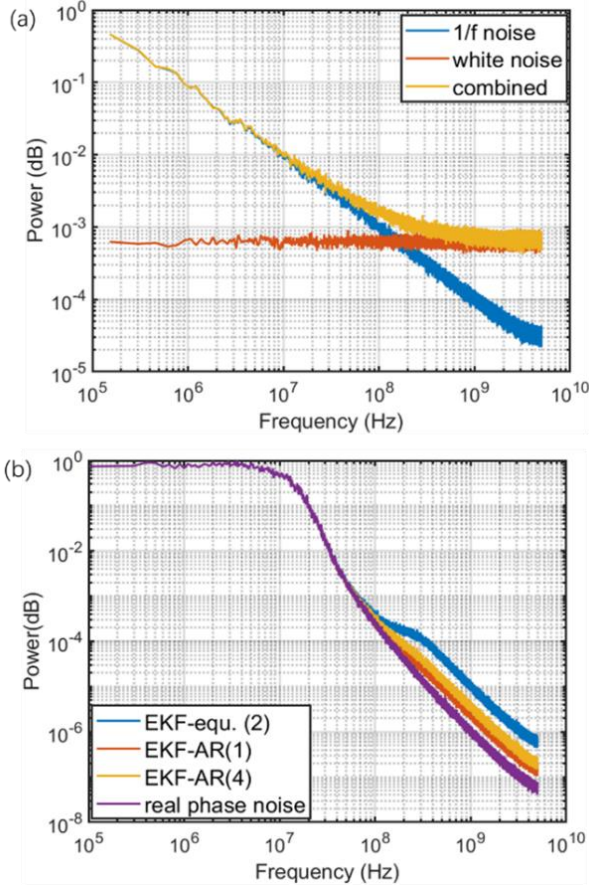 (a)
Power (dB)
10^0
10^-1
10^-2
10^-3
10^-4
10^-5
1/f noise
white noise
combined
10^5 10^6 10^7 10^8 10^9 10^10
Frequency (Hz)
(b)
Power(dB)
10^0
10^-2
10^-4
10^-6
10^-8
EKF-equ. (2)
EKF-AR(1)
EKF-AR(4)
real phase noise
10^5 10^6 10^7 10^8 10^9 10^10
Frequency (Hz)